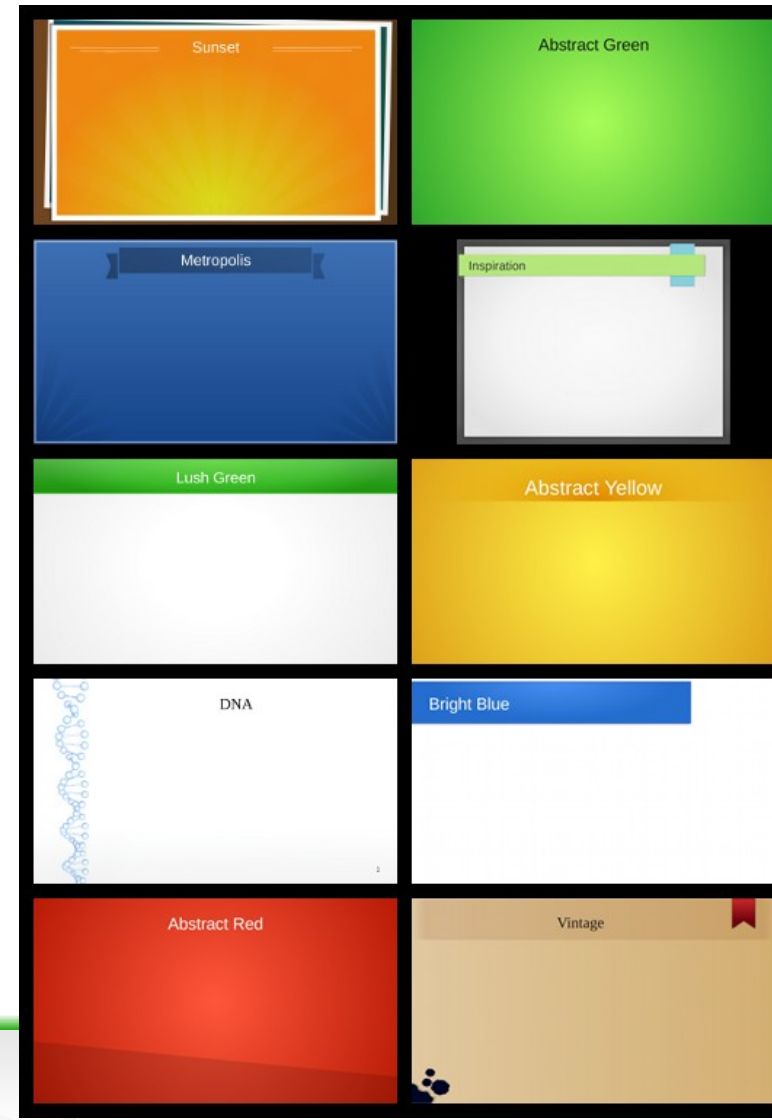 Sunset
Abstract Green
Metropolis
Inspiration
Lush Green
Abstract Yellow
DNA
Bright Blue
Abstract Red
Vintage